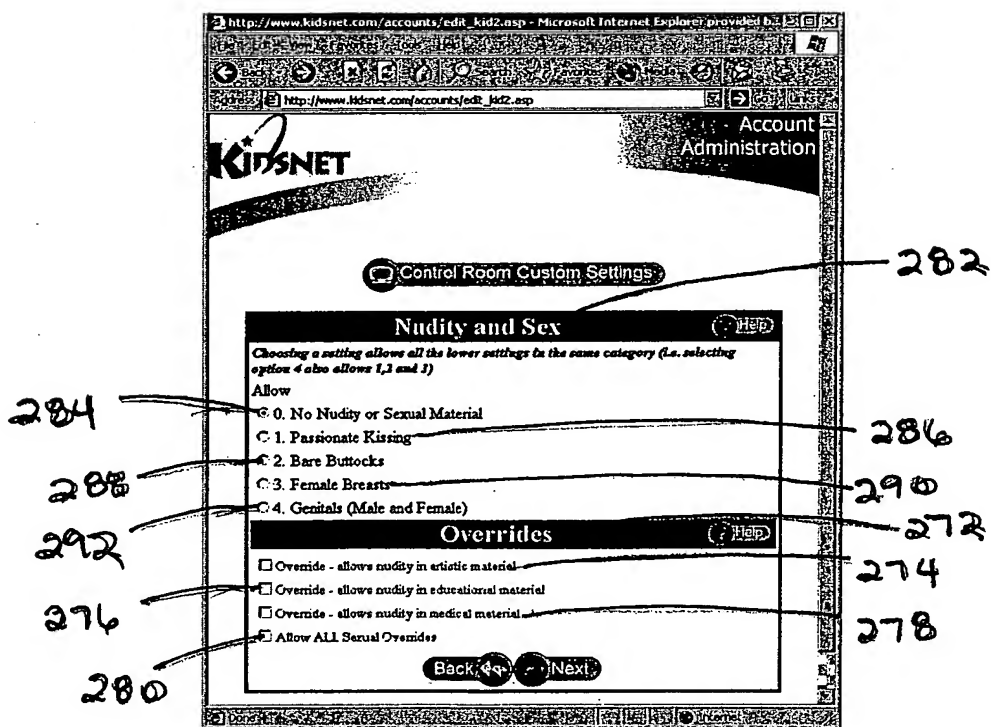 http://www.kidsnet.com/accounts/edit_kid2.asp - Microsoft Internet Explorer provided b
Address http://www.kidsnet.com/accounts/edit_kid2.asp
Account
Administration
KIDSNET
Control Room Custom Settings
282
Nudity and Sex
Help
Choosing a setting allows all the lower settings in the same category (i.e. selecting
option 4 also allows 1,2 and 3)
Allow
284
0. No Nudity or Sexual Material
1. Passionate Kissing
286
288
2. Bare Buttocks
3. Female Breasts
290
292
4. Genitals (Male and Female)
272
Overrides
Help
Override - allows nudity in artistic material
274
276
Override - allows nudity in educational material
Override - allows nudity in medical material
278
280
Allow ALL Sexual Overrides
Back
Next
Done
Internet